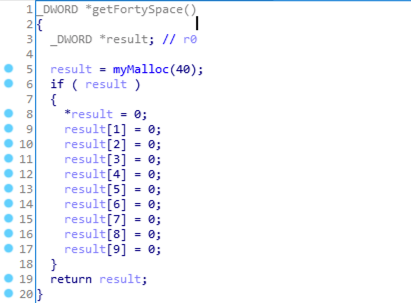 1 _DWORD *getFortySpace()
2 {
3 _DWORD *result; // r0
4
5 result = myMalloc(40);
6 if ( result )
7 {
8 *result = 0;
9 result[1] = 0;
10 result[2] = 0;
11 result[3] = 0;
12 result[4] = 0;
13 result[5] = 0;
14 result[6] = 0;
15 result[7] = 0;
16 result[8] = 0;
17 result[9] = 0;
18 }
19 return result;
20 }